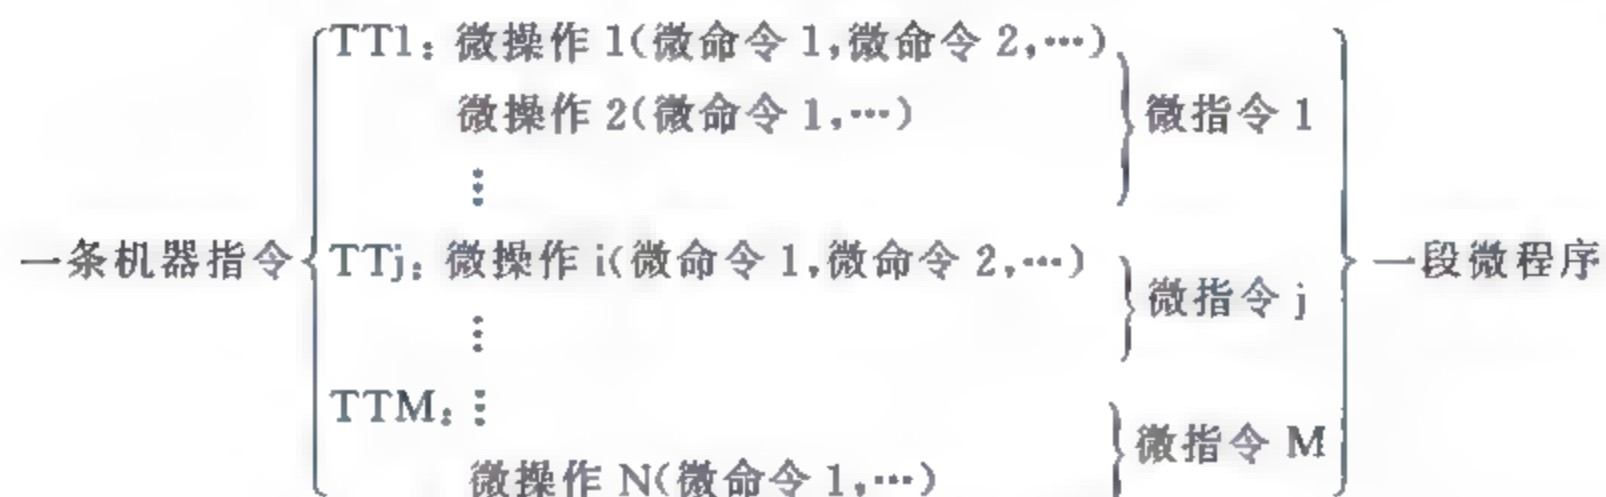 TT1：微操作 1(微命令 1,微命令 2,…)
微操作 2(微命令 1,…)
微指令 1
⋮
一条机器指令 TTj：微操作 i(微命令 1,微命令 2,…) 一段微程序
微指令 j
⋮
TTM：⋮
微指令 M
微操作 N(微命令 1,…)